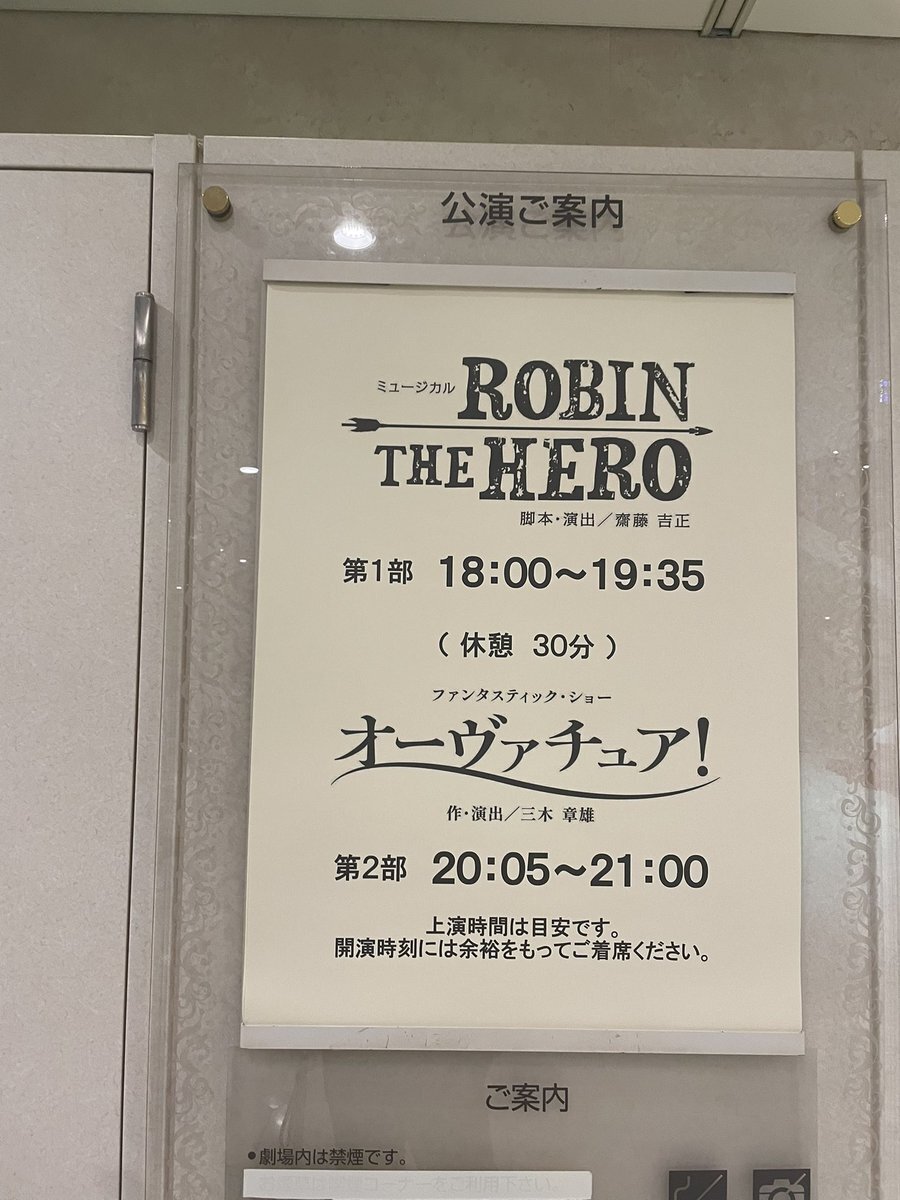 公演ご案内
ミュージカル ROBIN
THE HERO
脚本・演出／齋藤 吉正
第1部 18:00～19:35
（ 休憩 30分 ）
ファンタスティック・ショー
オーヴァチュア！
作・演出／三木 章雄
第2部 20:05～21:00
上演時間は目安です。
開演時刻には余裕をもってご着席ください。
ご案内
●劇場内は禁煙です。